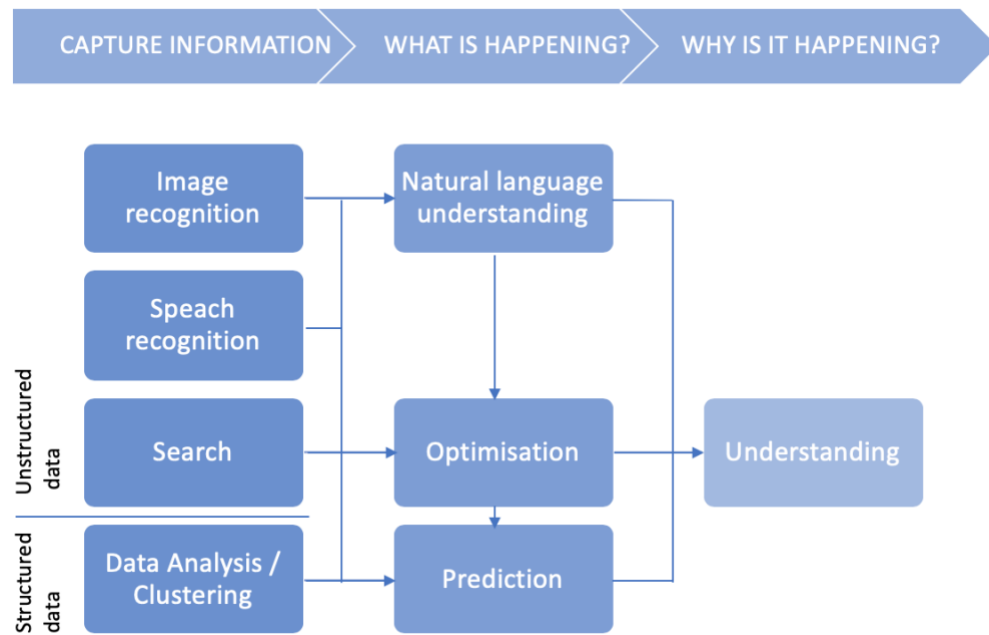 CAPTURE INFORMATION
WHAT IS HAPPENING?
WHY IS IT HAPPENING?
Image
recognition
Natural language
understanding
Speach
recognition
Unstructured
data
Search
Optimisation
Understanding
Structured
data
Data Analysis /
Clustering
Prediction